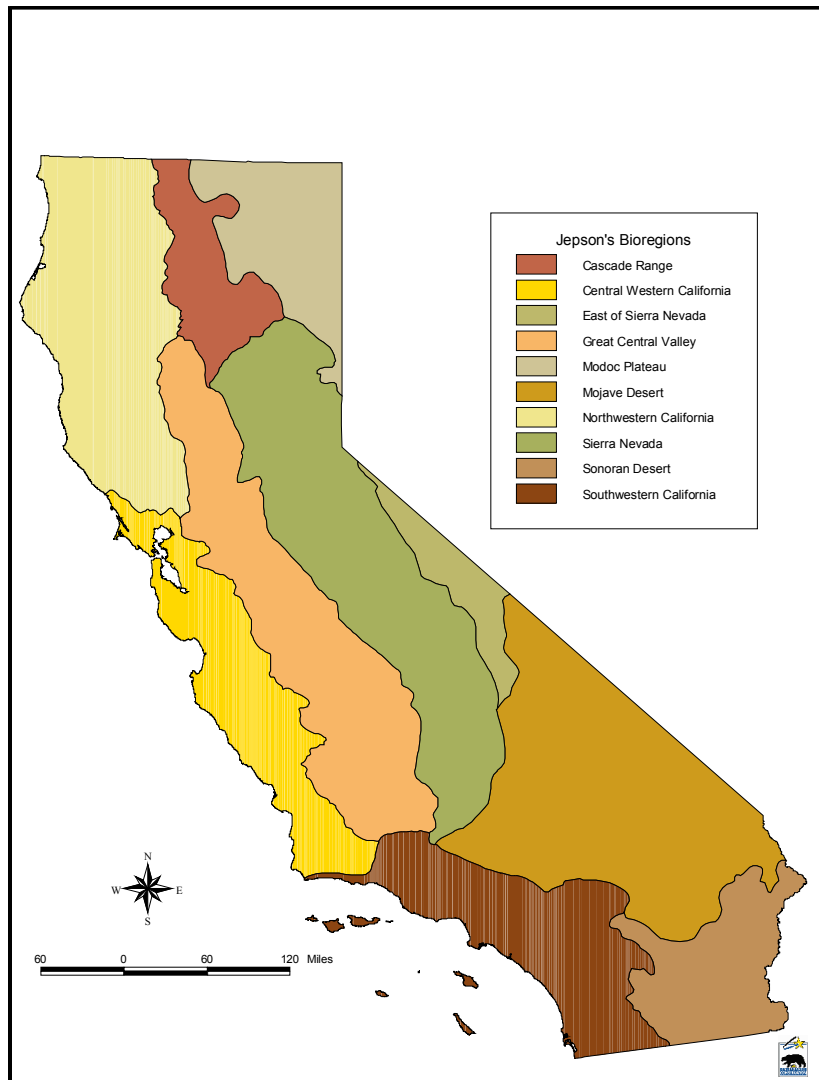 Jepson's Bioregions
Cascade Range
Central Western California
East of Sierra Nevada
Great Central Valley
Modoc Plateau
Mojave Desert
Northwestern California
Sierra Nevada
Sonoran Desert
Southwestern California
N
W E
S
60 0 60 120 Miles